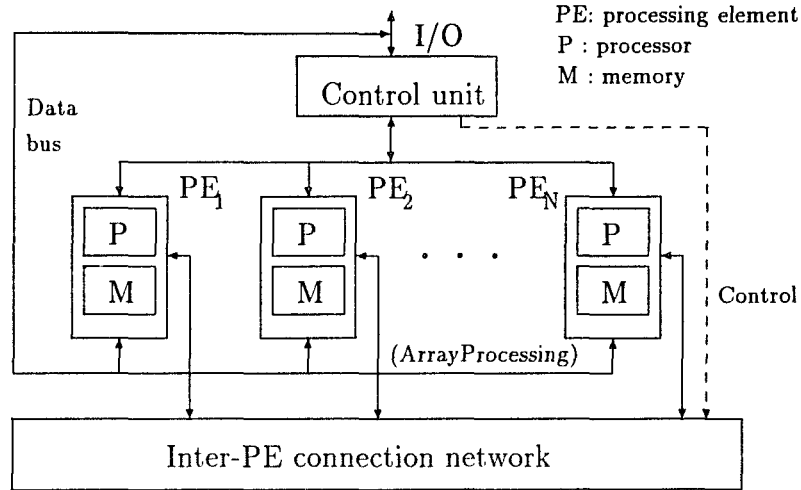 PE: processing element
I/O
P : processor
M : memory
Control unit
Data
bus
PE1
PE2
PEN
P
P
P
. . .
M
M
M
Control
(ArrayProcessing)
Inter-PE connection network